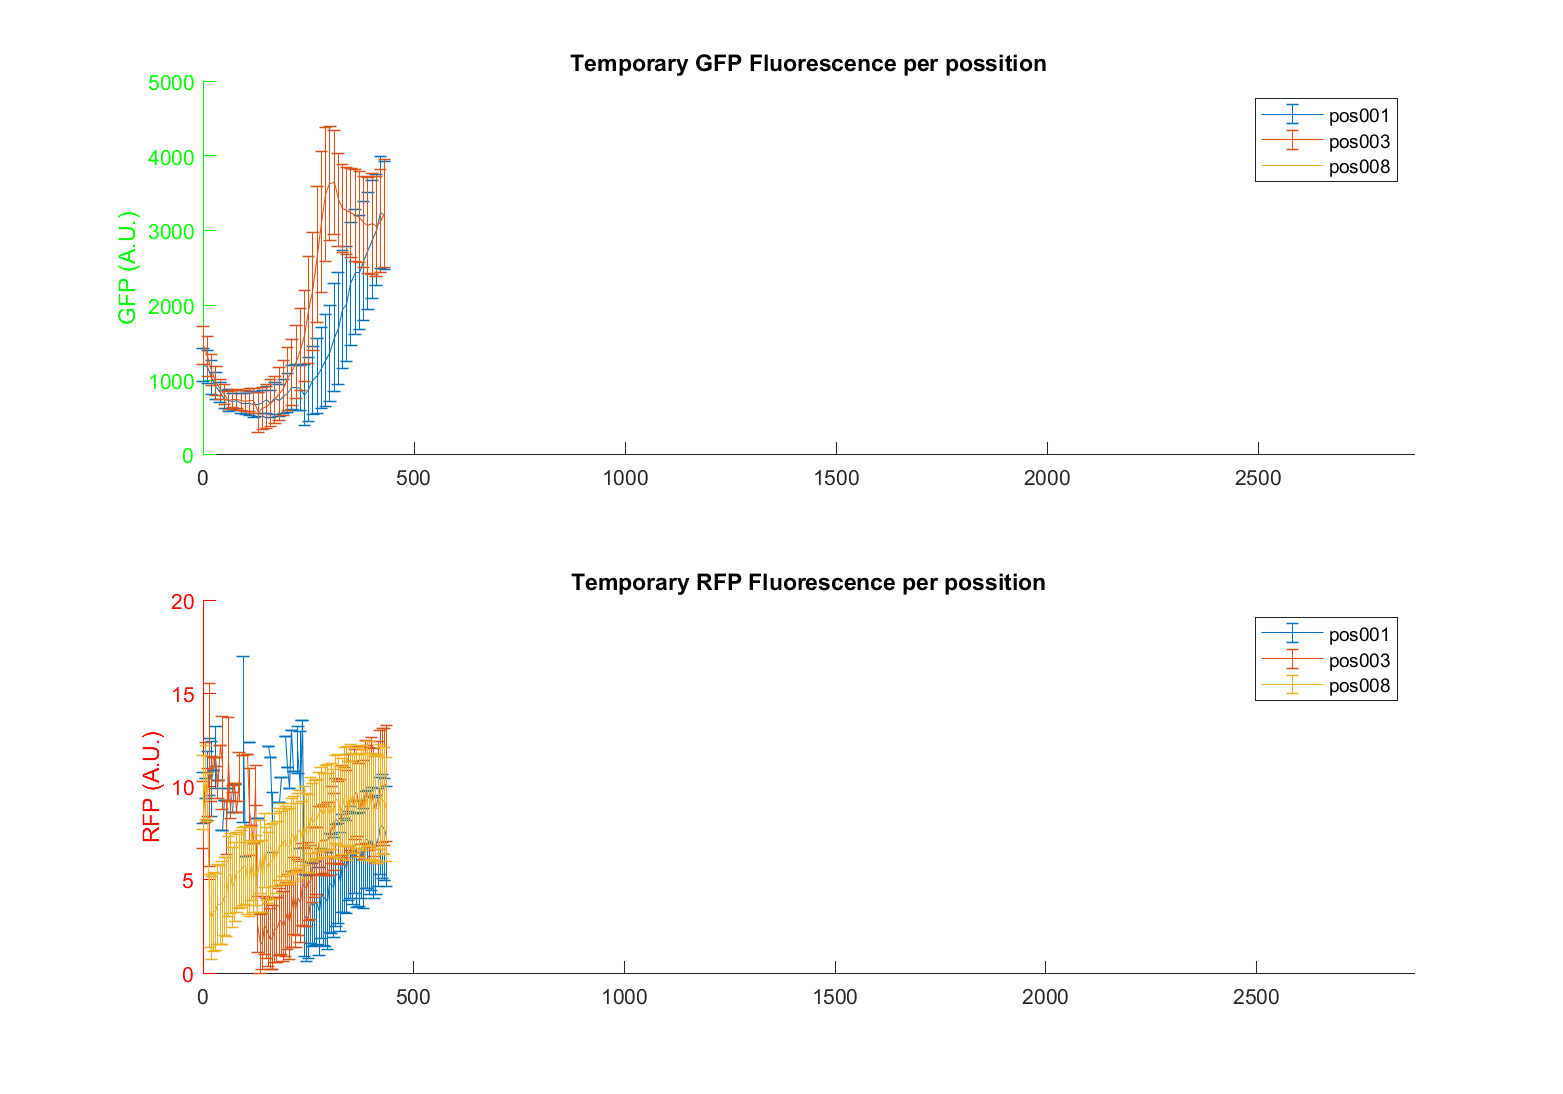 Temporary GFP Fluorescence per possition
5000
4000
3000
2000
1000
0
GFP (A.U.)
pos001
pos003
pos008
0 500 1000 1500 2000 2500
Temporary RFP Fluorescence per possition
20
15
10
5
0
RFP (A.U.)
pos001
pos003
pos008
0 500 1000 1500 2000 2500